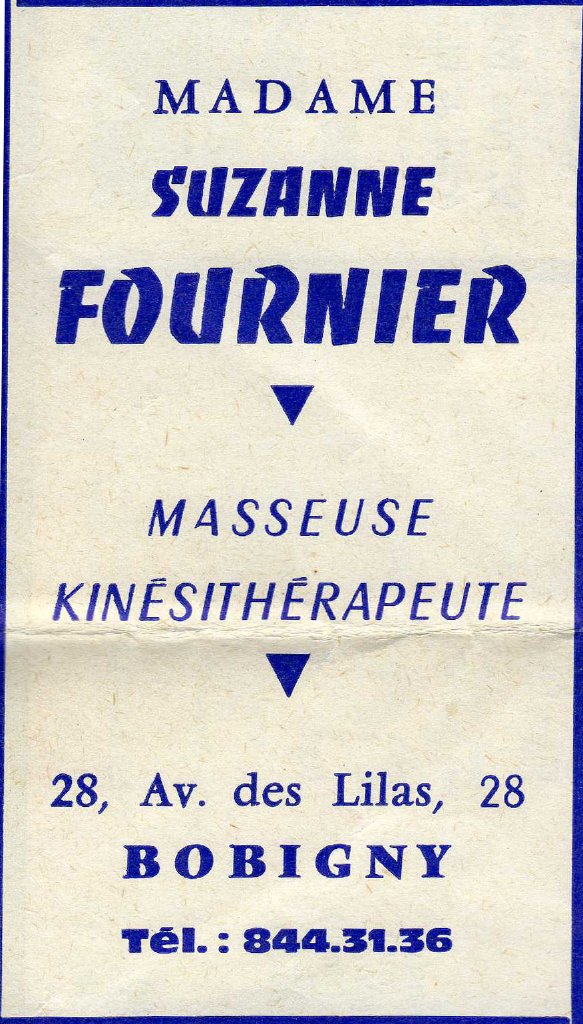 MADAME
SUZANNE
FOURNIER
MASSEUSE
KINÉSITHÉRAPEUTE
28, Av. des Lilas, 28
BOBIGNY
Tél. : 844.31.36